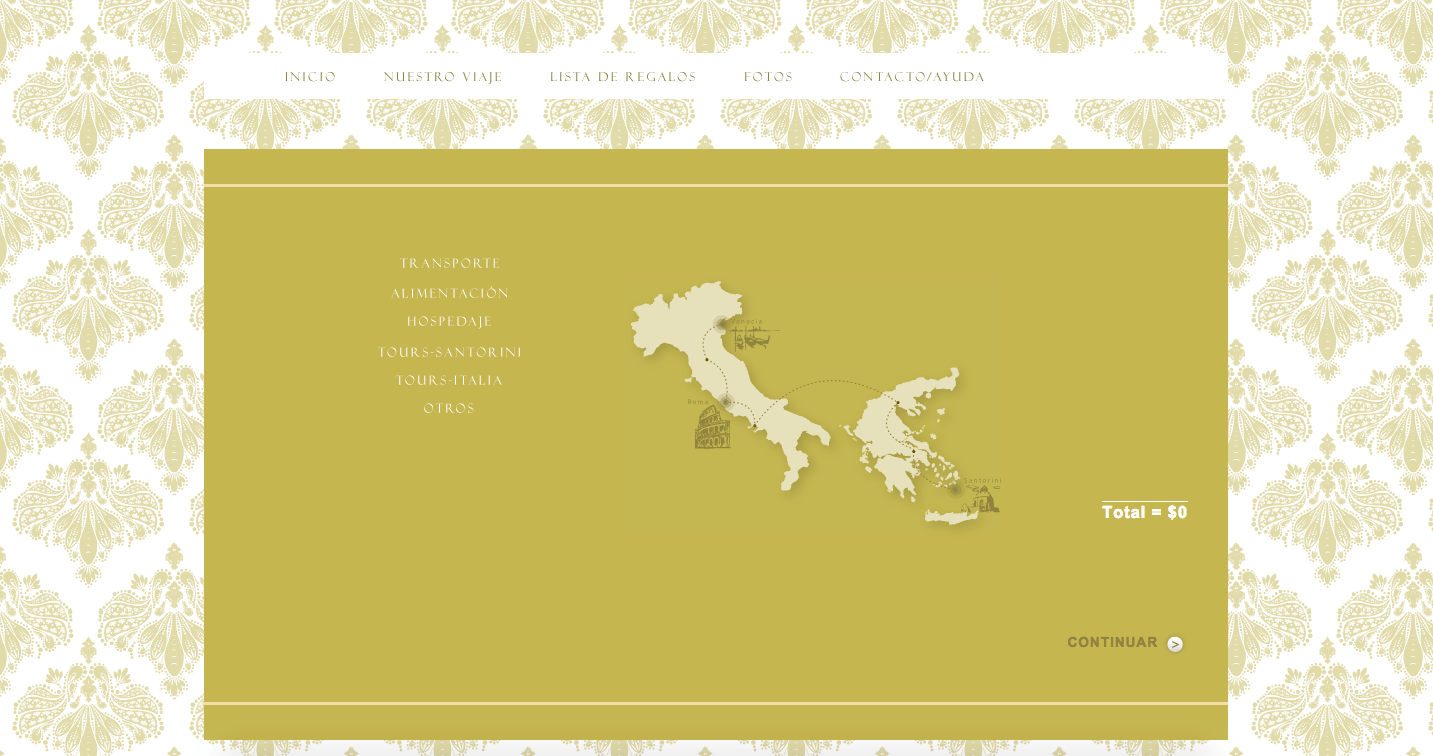 INICIO NUESTRO VIAJE LISTA DE REGALOS FOTOS CONTACTO/AYUDA
TRANSPORTE
ALIMENTACIÓN
HOSPEDAJE
TOURS-SANTORINI
TOURS-ITALIA
OTROS
Venecia
Roma
Santorini
Total = $0
CONTINUAR >